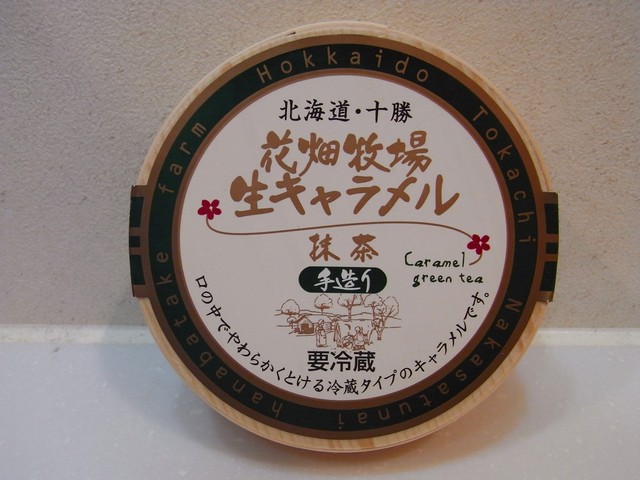 Hokkaido Tokachi Nakasatunai hanabatake farm
北海道・十勝
花畑牧場
生キャラメル
抹茶
Caramel
green tea
手造り
要冷蔵
口の中でやわらかくとける冷蔵タイプのキャラメルです。